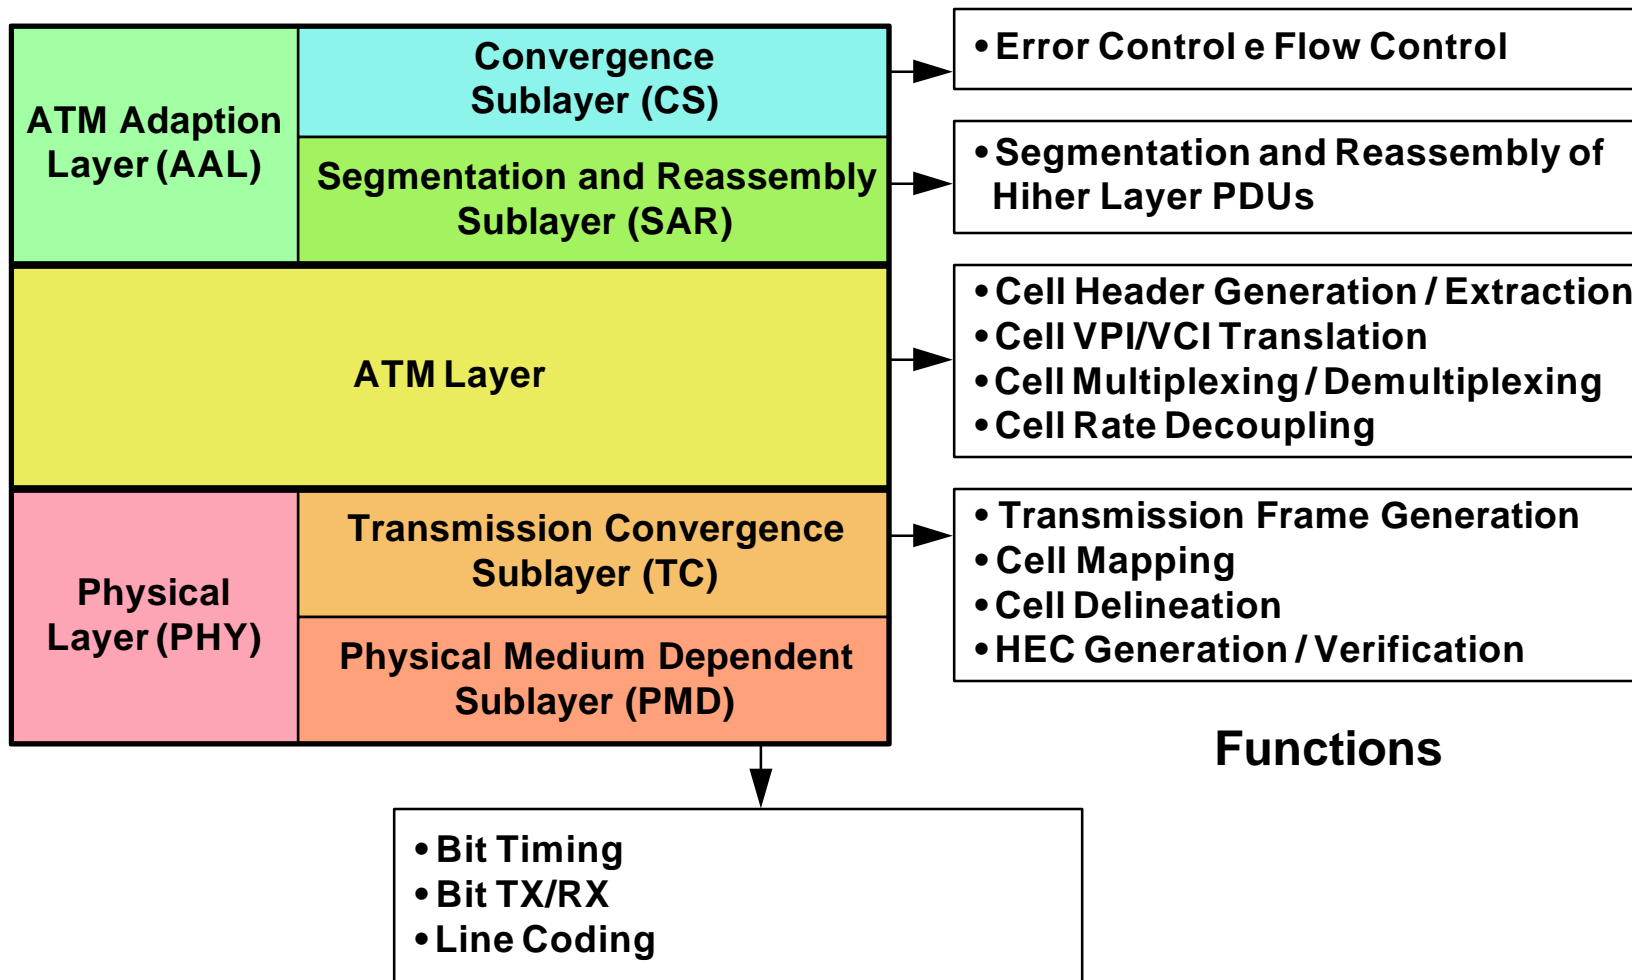 ATM Adaption
Layer (AAL)
Convergence
Sublayer (CS)
• Error Control e Flow Control
Segmentation and Reassembly
Sublayer (SAR)
• Segmentation and Reassembly of
Hiher Layer PDUs
ATM Layer
• Cell Header Generation / Extraction
• Cell VPI/VCI Translation
• Cell Multiplexing / Demultiplexing
• Cell Rate Decoupling
Physical
Layer (PHY)
Transmission Convergence
Sublayer (TC)
• Transmission Frame Generation
• Cell Mapping
• Cell Delineation
• HEC Generation / Verification
Physical Medium Dependent
Sublayer (PMD)
Functions
• Bit Timing
• Bit TX/RX
• Line Coding